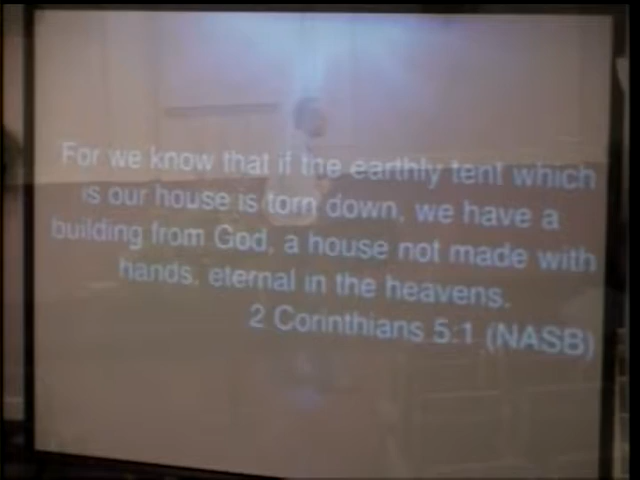 For we know that if the earthly tent which
is our house is torn down, we have a
building from God, a house not made with
hands, eternal in the heavens.
2 Corinthians 5:1 (NASB)